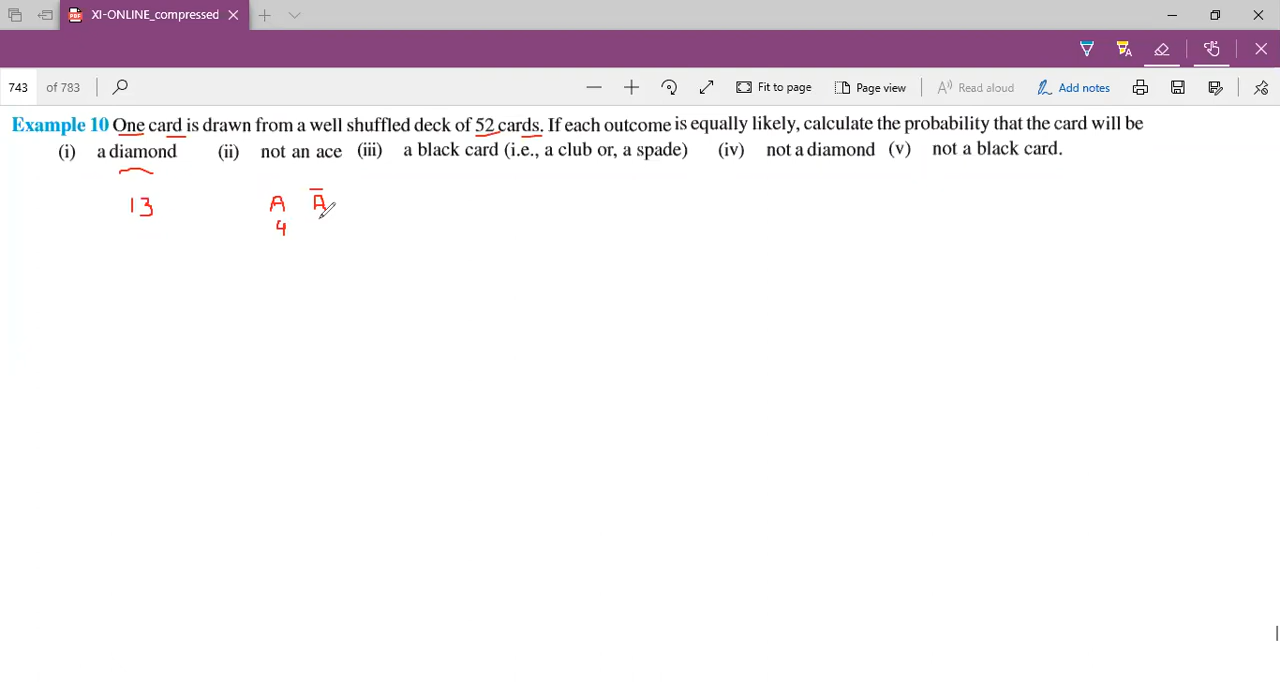 XI-ONLINE_compressed
743 of 783
Fit to page
Page view
Read aloud
Add notes
Example 10 One card is drawn from a well shuffled deck of 52 cards. If each outcome is equally likely, calculate the probability that the card will be
(i) a diamond (ii) not an ace (iii) a black card (i.e., a club or, a spade) (iv) not a diamond (v) not a black card.
13 A A̅
4